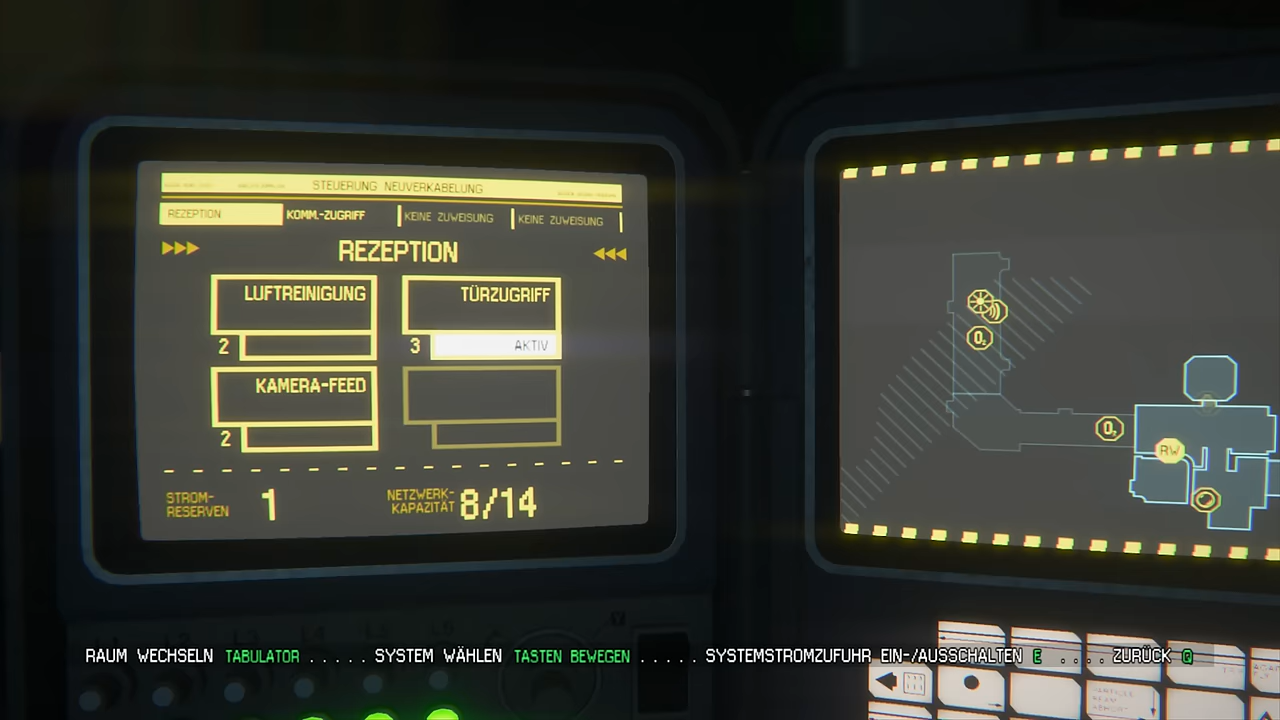 STEUERUNG NEUVERKABELUNG
REZEPTION KOMM.-ZUGRIFF KEINE ZUWEISUNG KEINE ZUWEISUNG
REZEPTION
LUFTREINIGUNG TÜRZUGRIFF
2 3 AKTIV
KAMERA-FEED
2
STROM-
RESERVEN 1
NETZWERK-
KAPAZITÄT 8/14
O₂
O₂
RW
RAUM WECHSELN TABULATOR ..... SYSTEM WÄHLEN TASTEN BEWEGEN ..... SYSTEMSTROMZUFUHR EIN-/AUSSCHALTEN E .... ZURÜCK Q